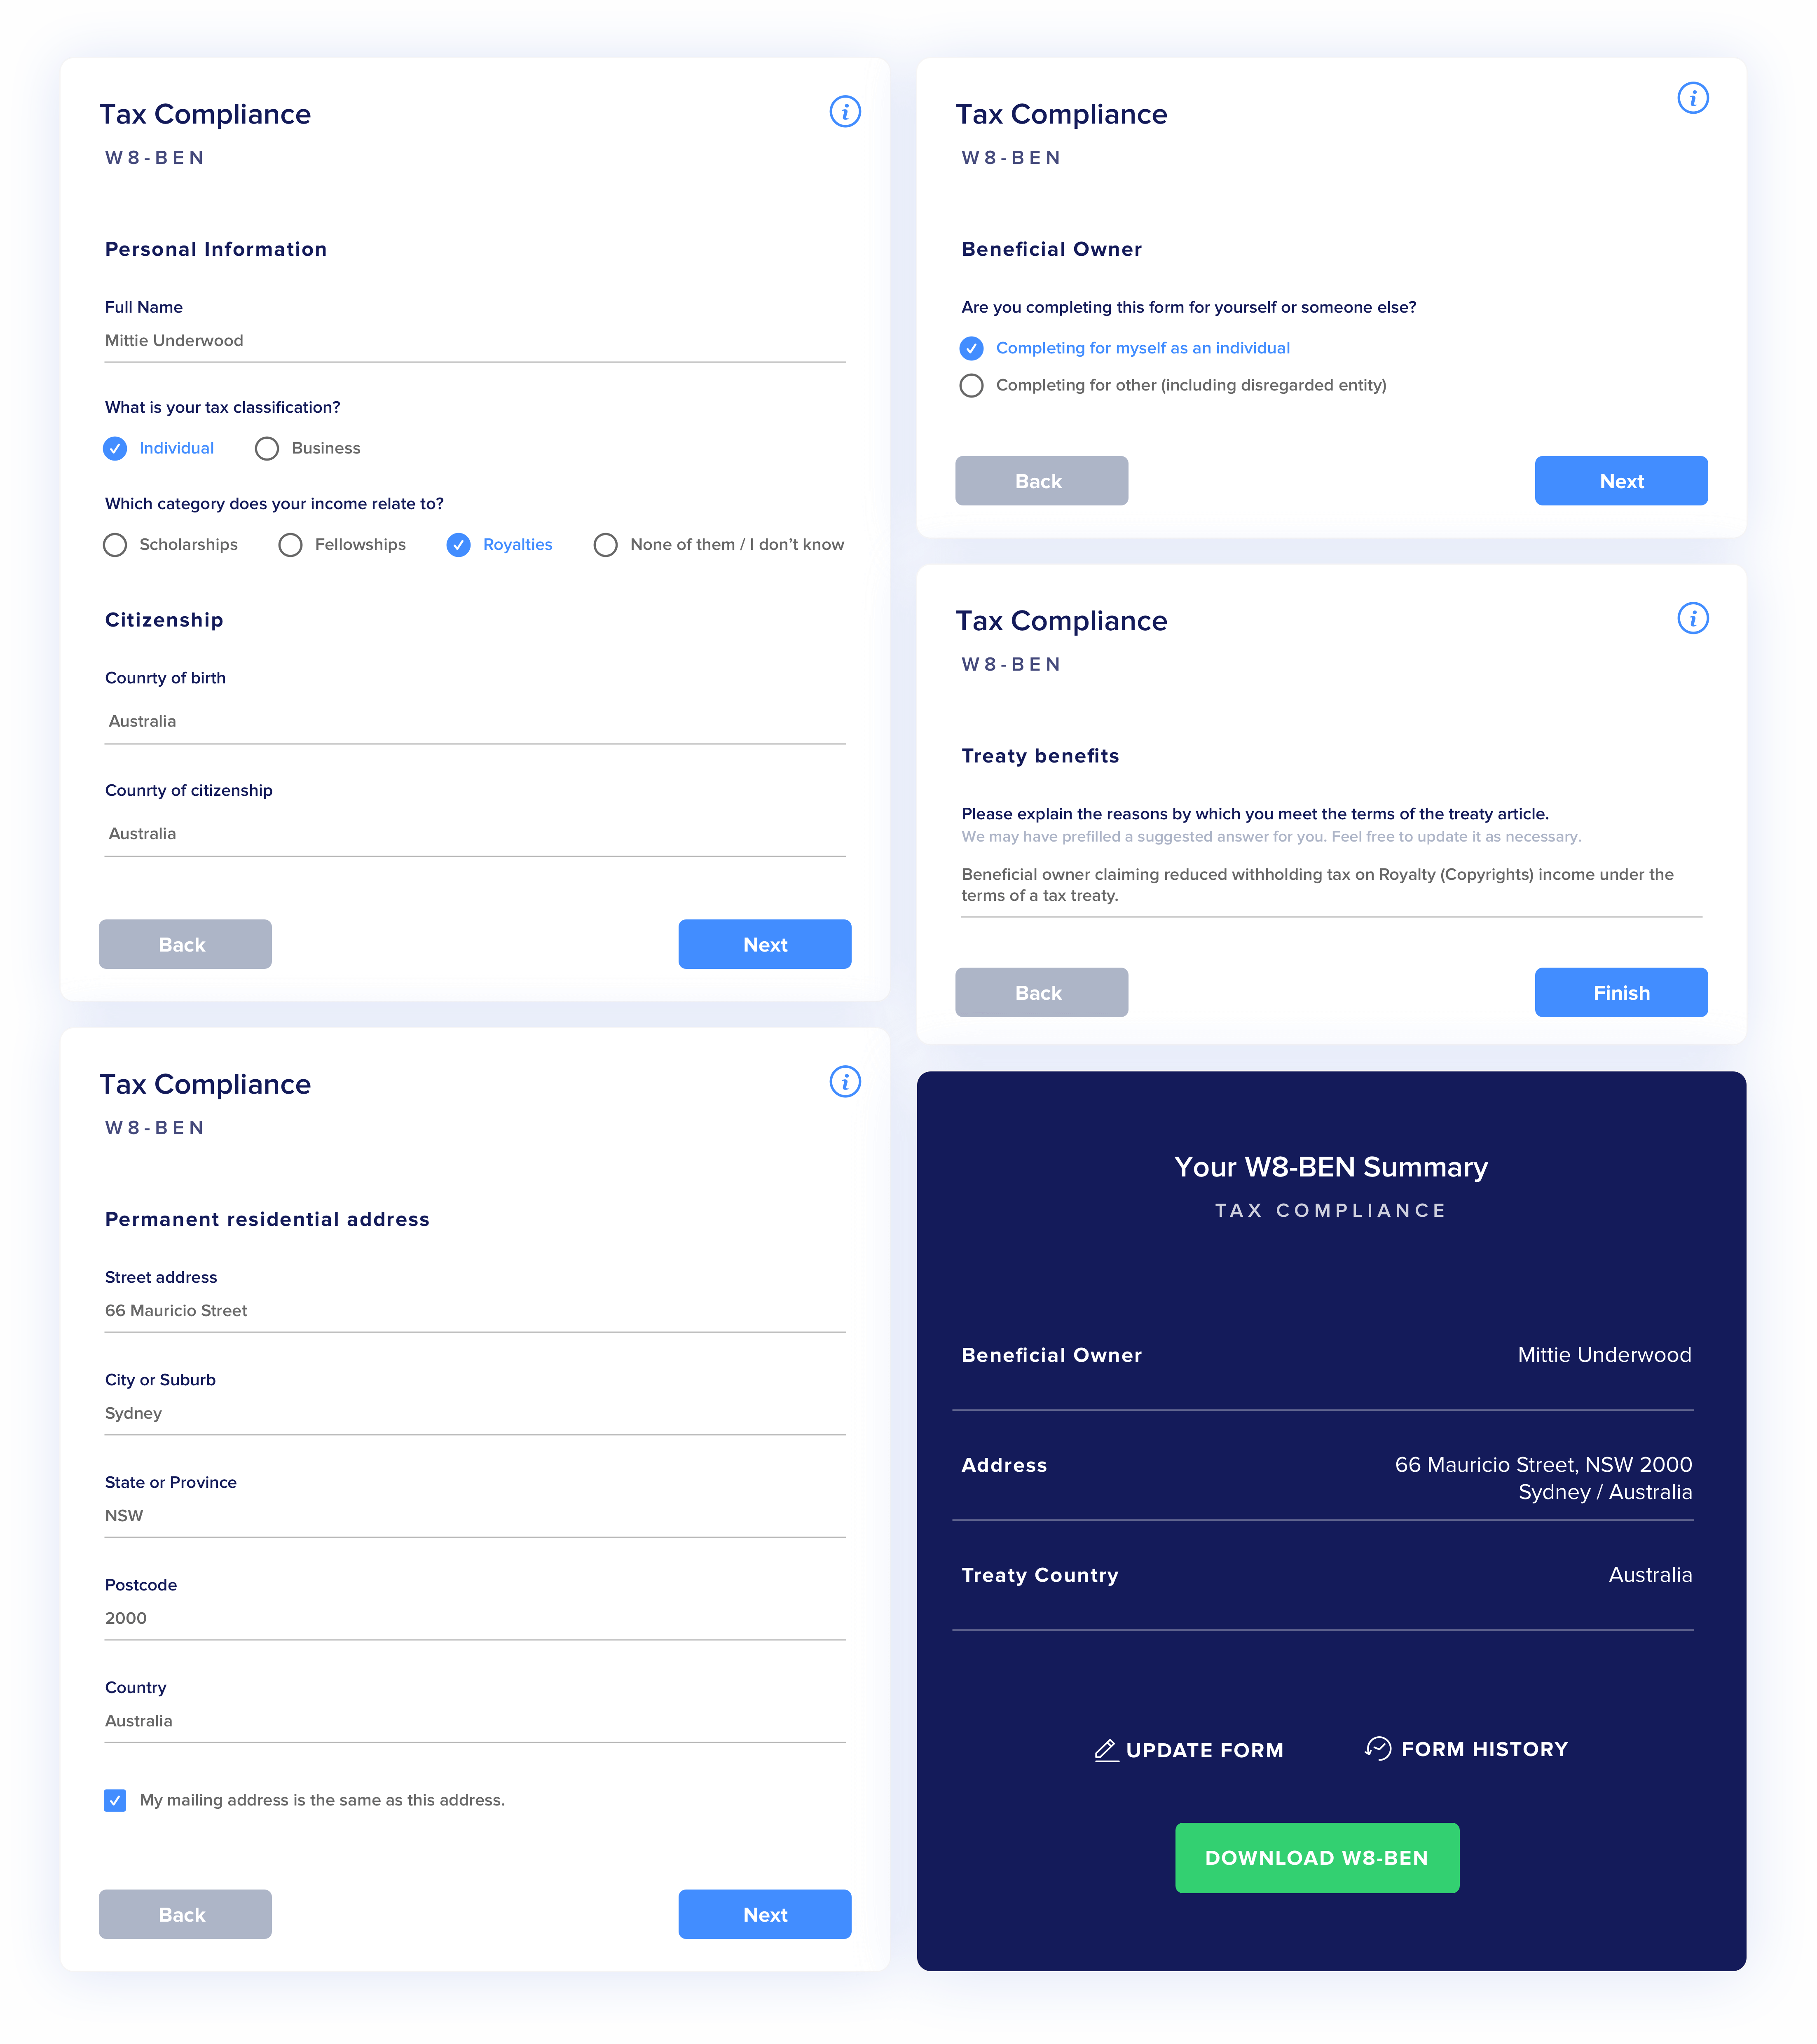 Tax Compliance
W8-BEN
Personal Information
Full Name
Mittie Underwood
What is your tax classification?
Individual Business
Which category does your income relate to?
Scholarships Fellowships Royalties None of them / I don’t know
Citizenship
Counrty of birth
Australia
Counrty of citizenship
Australia
Back Next
Tax Compliance
W8-BEN
Permanent residential address
Street address
66 Mauricio Street
City or Suburb
Sydney
State or Province
NSW
Postcode
2000
Country
Australia
My mailing address is the same as this address.
Back Next
Tax Compliance
W8-BEN
Beneficial Owner
Are you completing this form for yourself or someone else?
Completing for myself as an individual
Completing for other (including disregarded entity)
Back Next
Tax Compliance
W8-BEN
Treaty benefits
Please explain the reasons by which you meet the terms of the treaty article.
We may have prefilled a suggested answer for you. Feel free to update it as necessary.
Beneficial owner claiming reduced withholding tax on Royalty (Copyrights) income under the
terms of a tax treaty.
Back Finish
Your W8-BEN Summary
TAX COMPLIANCE
Beneficial Owner Mittie Underwood
Address 66 Mauricio Street, NSW 2000
Sydney / Australia
Treaty Country Australia
UPDATE FORM FORM HISTORY
DOWNLOAD W8-BEN